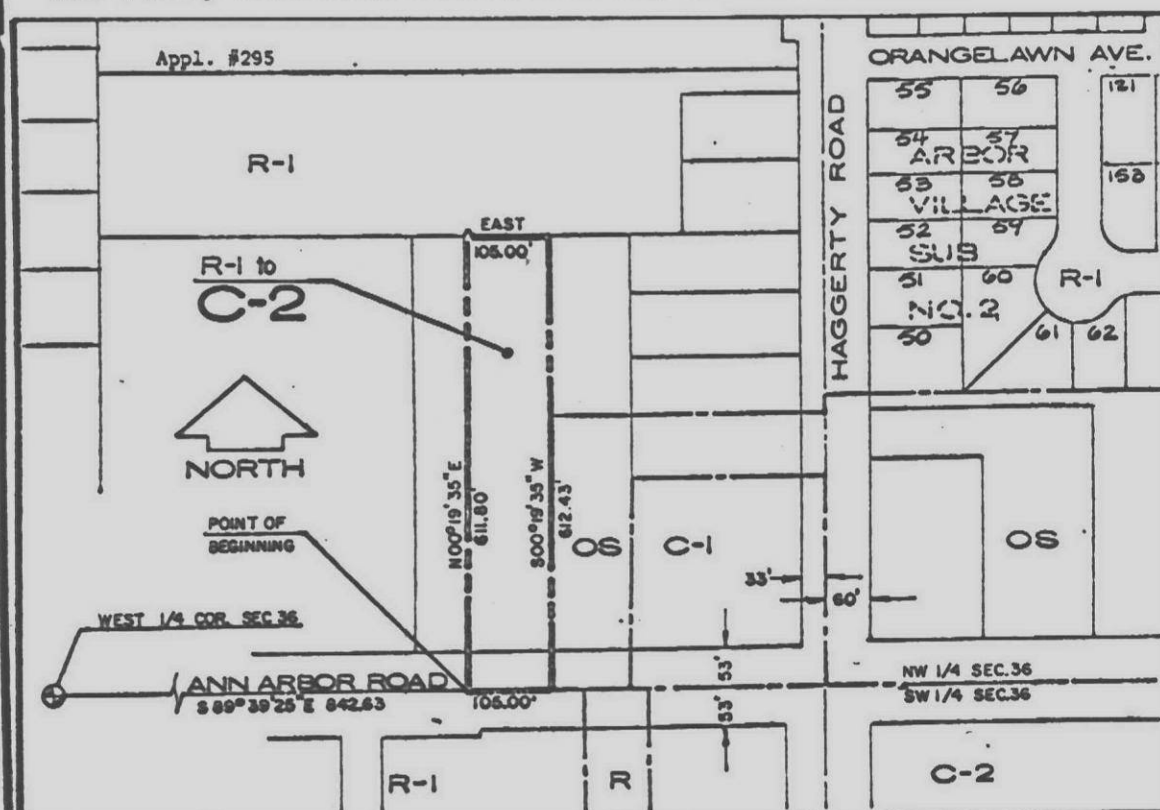 Appl. #295
ORANGELAWN AVE.
R-1
HAGGERTY ROAD
55 56 121
54 57
ARBOR
53 58 158
VILLAGE
52 59
SUB
51 60 R-1
NO. 2
50 61 62
EAST
105.00'
R-1 to
C-2
NORTH
N00°19'35"E
611.80'
S00°19'35"W
612.43'
POINT OF
BEGINNING
OS C-1 OS
33'
60'
WEST 1/4 COR. SEC. 36
53'
53'
NW 1/4 SEC. 36
SW 1/4 SEC. 36
ANN ARBOR ROAD
S 89° 39' 25" E 842.63
105.00'
R-1 R C-2